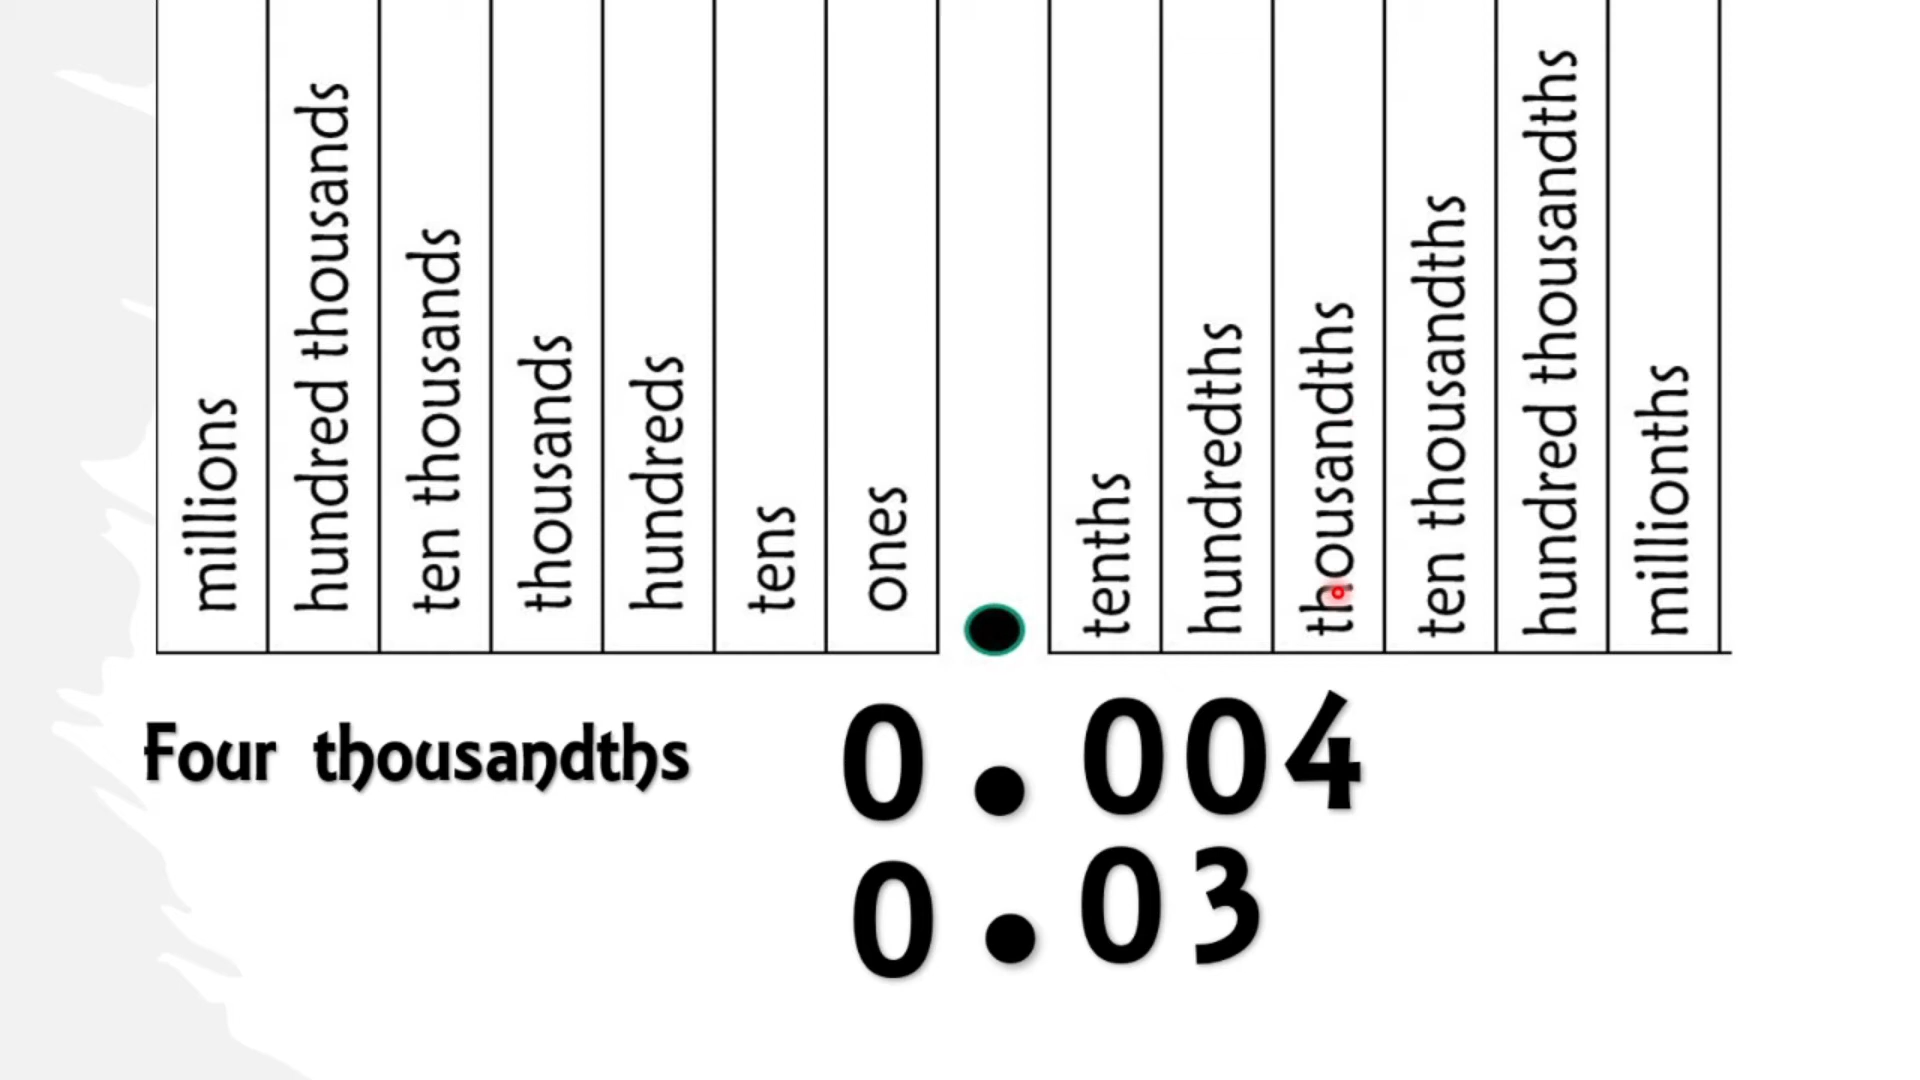 millions
hundred thousands
ten thousands
thousands
hundreds
tens
ones
tenths
hundredths
thousandths
ten thousandths
hundred thousandths
millionths
Four thousandths 0.004
0.03